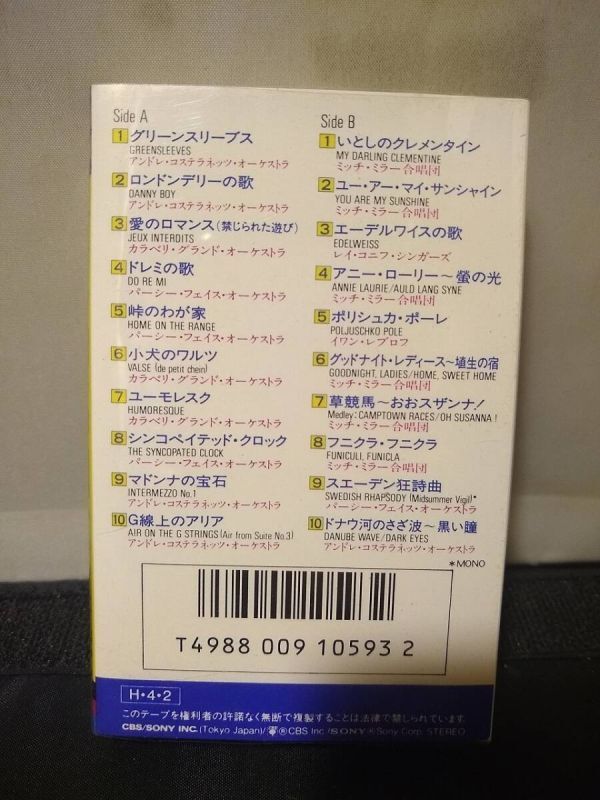 Side A
1 グリーンスリーブス
GREENSLEEVES
アンドレ・コステラネッツ・オーケストラ
2 ロンドンデリーの歌
DANNY BOY
アンドレ・コステラネッツ・オーケストラ
3 愛のロマンス(禁じられた遊び)
JEUX INTERDITS
カラベリ・グランド・オーケストラ
4 ドレミの歌
DO RE MI
パーシー・フェイス・オーケストラ
5 峠のわが家
HOME ON THE RANGE
パーシー・フェイス・オーケストラ
6 小犬のワルツ
VALSE (de petit chein)
カラベリ・グランド・オーケストラ
7 ユーモレスク
HUMORESQUE
カラベリ・グランド・オーケストラ
8 シンコペイテッド・クロック
THE SYNCOPATED CLOCK
パーシー・フェイス・オーケストラ
9 マドンナの宝石
INTERMEZZO No.1
アンドレ・コステラネッツ・オーケストラ
10 G線上のアリア
AIR ON THE G STRINGS (Air from Suite No.3)
アンドレ・コステラネッツ・オーケストラ
Side B
1 いとしのクレメンタイン
MY DARLING CLEMENTINE
ミッチ・ミラー合唱団
2 ユー・アー・マイ・サンシャイン
YOU ARE MY SUNSHINE
ミッチ・ミラー合唱団
3 エーデルワイスの歌
EDELWEISS
レイ・コニフ・シンガーズ
4 アニー・ローリー～螢の光
ANNIE LAURIE/AULD LANG SYNE
ミッチ・ミラー合唱団
5 ポリシュカ・ポーレ
POLJUSCHKO POLE
イワン・レブロフ
6 グッドナイト・レディース～埴生の宿
GOODNIGHT, LADIES/HOME, SWEET HOME
ミッチ・ミラー合唱団
7 草競馬～おおスザンナ!
Medley: CAMPTOWN RACES/OH SUSANNA!
ミッチ・ミラー合唱団
8 フニクラ・フニクラ
FUNICULI, FUNICLA
ミッチ・ミラー合唱団
9 スエーデン狂詩曲
SWEDISH RHAPSODY (Midsummer Vigil)*
パーシー・フェイス・オーケストラ
10 ドナウ河のさざ波～黒い瞳
DANUBE WAVE/DARK EYES
アンドレ・コステラネッツ・オーケストラ
*MONO
T4988 009 10593 2
H・4・2
このテープを権利者の許諾なく無断で複製することは法律で禁じられています.
CBS/SONY INC. (Tokyo Japan)/ ®CBS Inc./SONY ®Sony Corp. STEREO